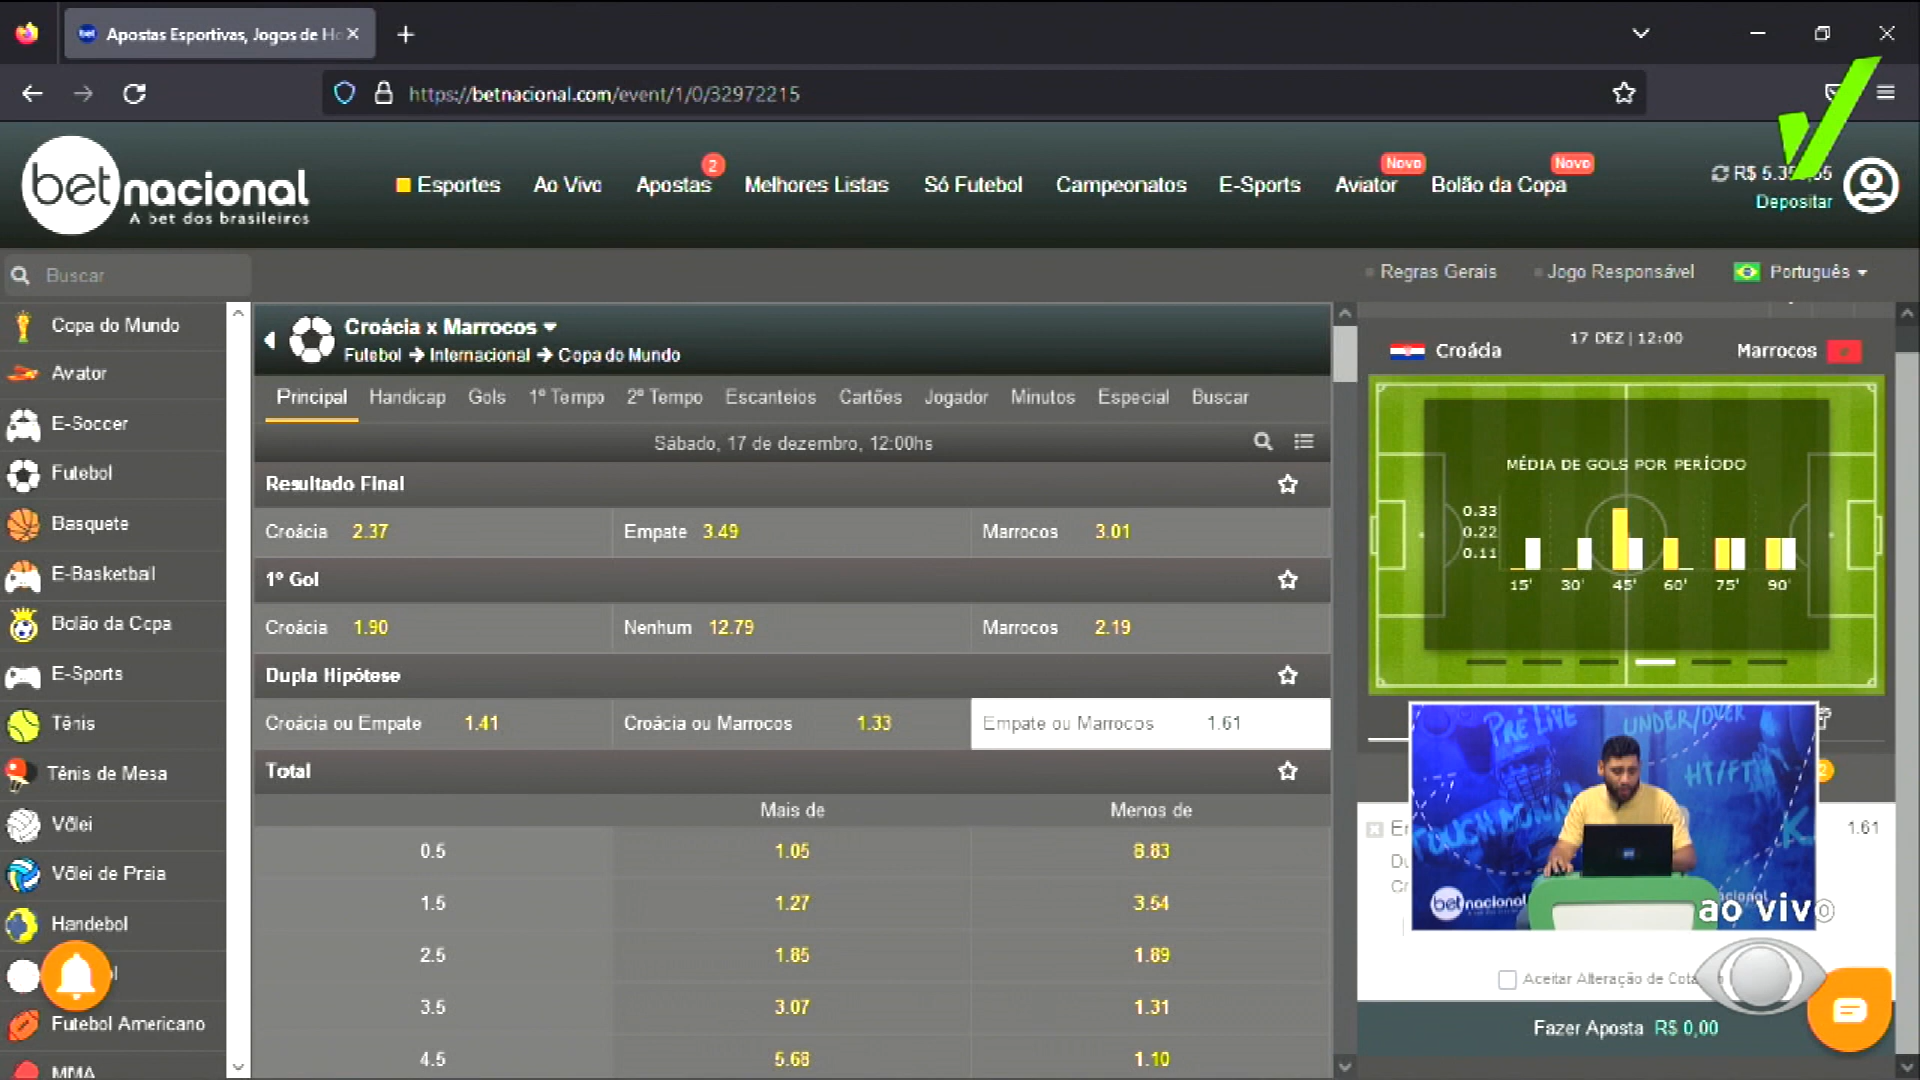 Apostas Esportivas, Jogos de Ho
https://betnacional.com/event/1/0/32972215
betnacional
A bet dos brasileiros
Esportes
Ao Vivo
Apostas
2
Melhores Listas
Só Futebol
Campeonatos
E-Sports
Aviator
Novo
Bolão da Copa
Novo
R$
Depositar
Buscar
Regras Gerais
Jogo Responsável
Português
Copa do Mundo
Aviator
E-Soccer
Futebol
Basquete
E-Basketball
Bolão da Copa
E-Sports
Tênis
Tênis de Mesa
Vôlei
Vôlei de Praia
Handebol
Futebol Americano
MMA
Croácia x Marrocos
Futebol → Internacional → Copa do Mundo
Principal Handicap Gols 1º Tempo 2º Tempo Escanteios Cartões Jogador Minutos Especial Buscar
Sábado, 17 de dezembro, 12:00hs
Resultado Final
Croácia 2.37 Empate 3.49 Marrocos 3.01
1º Gol
Croácia 1.90 Nenhum 12.79 Marrocos 2.19
Dupla Hipótese
Croácia ou Empate 1.41 Croácia ou Marrocos 1.33 Empate ou Marrocos 1.61
Total
Mais de Menos de
0.5 1.05 8.83
1.5 1.27 3.54
2.5 1.85 1.89
3.5 3.07 1.31
4.5 5.68 1.10
17 DEZ | 12:00
Croácia Marrocos
MÉDIA DE GOLS POR PERÍODO
0.33
0.22
0.11
15' 30' 45' 60' 75' 90'
PRÉ LIVE
UNDER/OVER
HT/FT
TOUCHDOWN
betnacional
ao vivo
1.61
Aceitar Alteração de
Fazer Aposta R$ 0,00